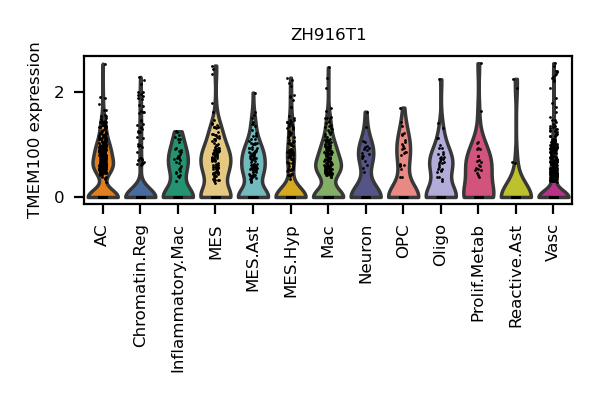 ZH916T1
TMEM100 expression
2
0
AC
Chromatin.Reg
Inflammatory.Mac
MES
MES.Ast
MES.Hyp
Mac
Neuron
OPC
Oligo
Prolif.Metab
Reactive.Ast
Vasc